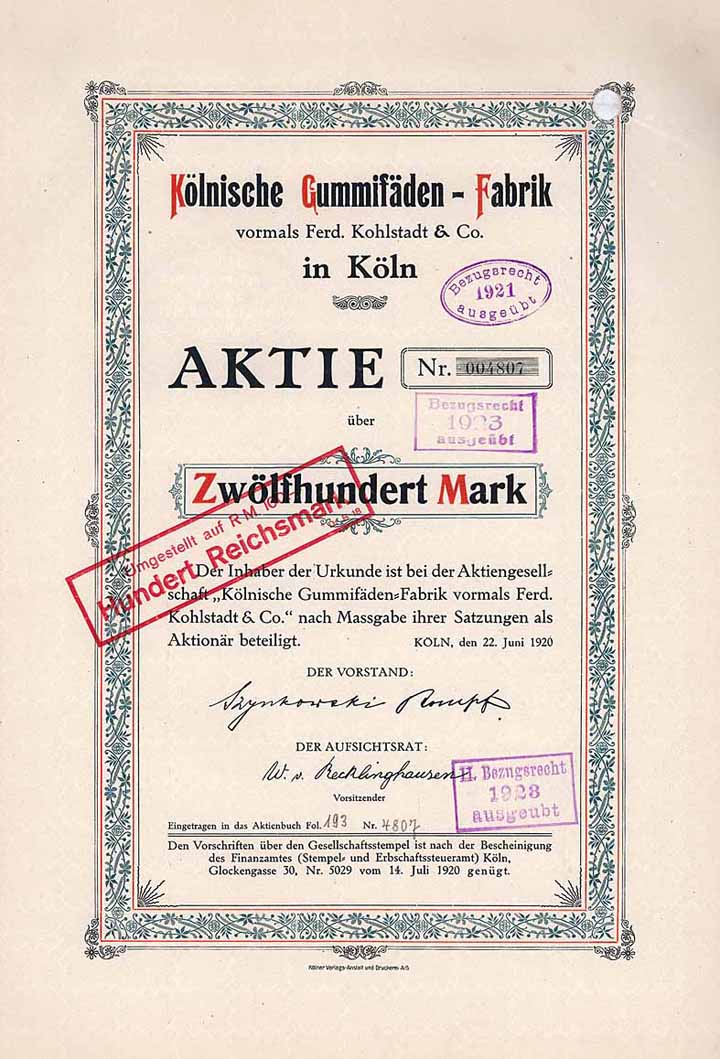 Kölnische Gummifäden - Fabrik
vormals Ferd. Kohlstadt & Co.
in Köln
Bezugsrecht
1921
ausgeübt
AKTIE
Nr. 004807
Bezugsrecht
1923
ausgeübt
über
Zwölfhundert Mark
Umgestellt auf RM 100
Hundert Reichsmark
Der Inhaber der Urkunde ist bei der Aktiengesell-
schaft „Kölnische Gummifäden-Fabrik vormals Ferd.
Kohlstadt & Co.“ nach Massgabe ihrer Satzungen als
Aktionär beteiligt.
KÖLN, den 22. Juni 1920
DER VORSTAND:
Szynkowski Rompf
DER AUFSICHTSRAT:
W. v. Recklinghausen
Vorsitzender
II. Bezugsrecht
1923
ausgeubt
Eingetragen in das Aktienbuch Fol. 193 Nr. 4807
Den Vorschriften über den Gesellschaftsstempel ist nach der Bescheinigung
des Finanzamtes (Stempel- und Erbschaftssteueramt) Köln,
Glockengasse 30, Nr. 5029 vom 14. Juli 1920 genügt.
Kölner Verlags-Anstalt und Druckerei A.G